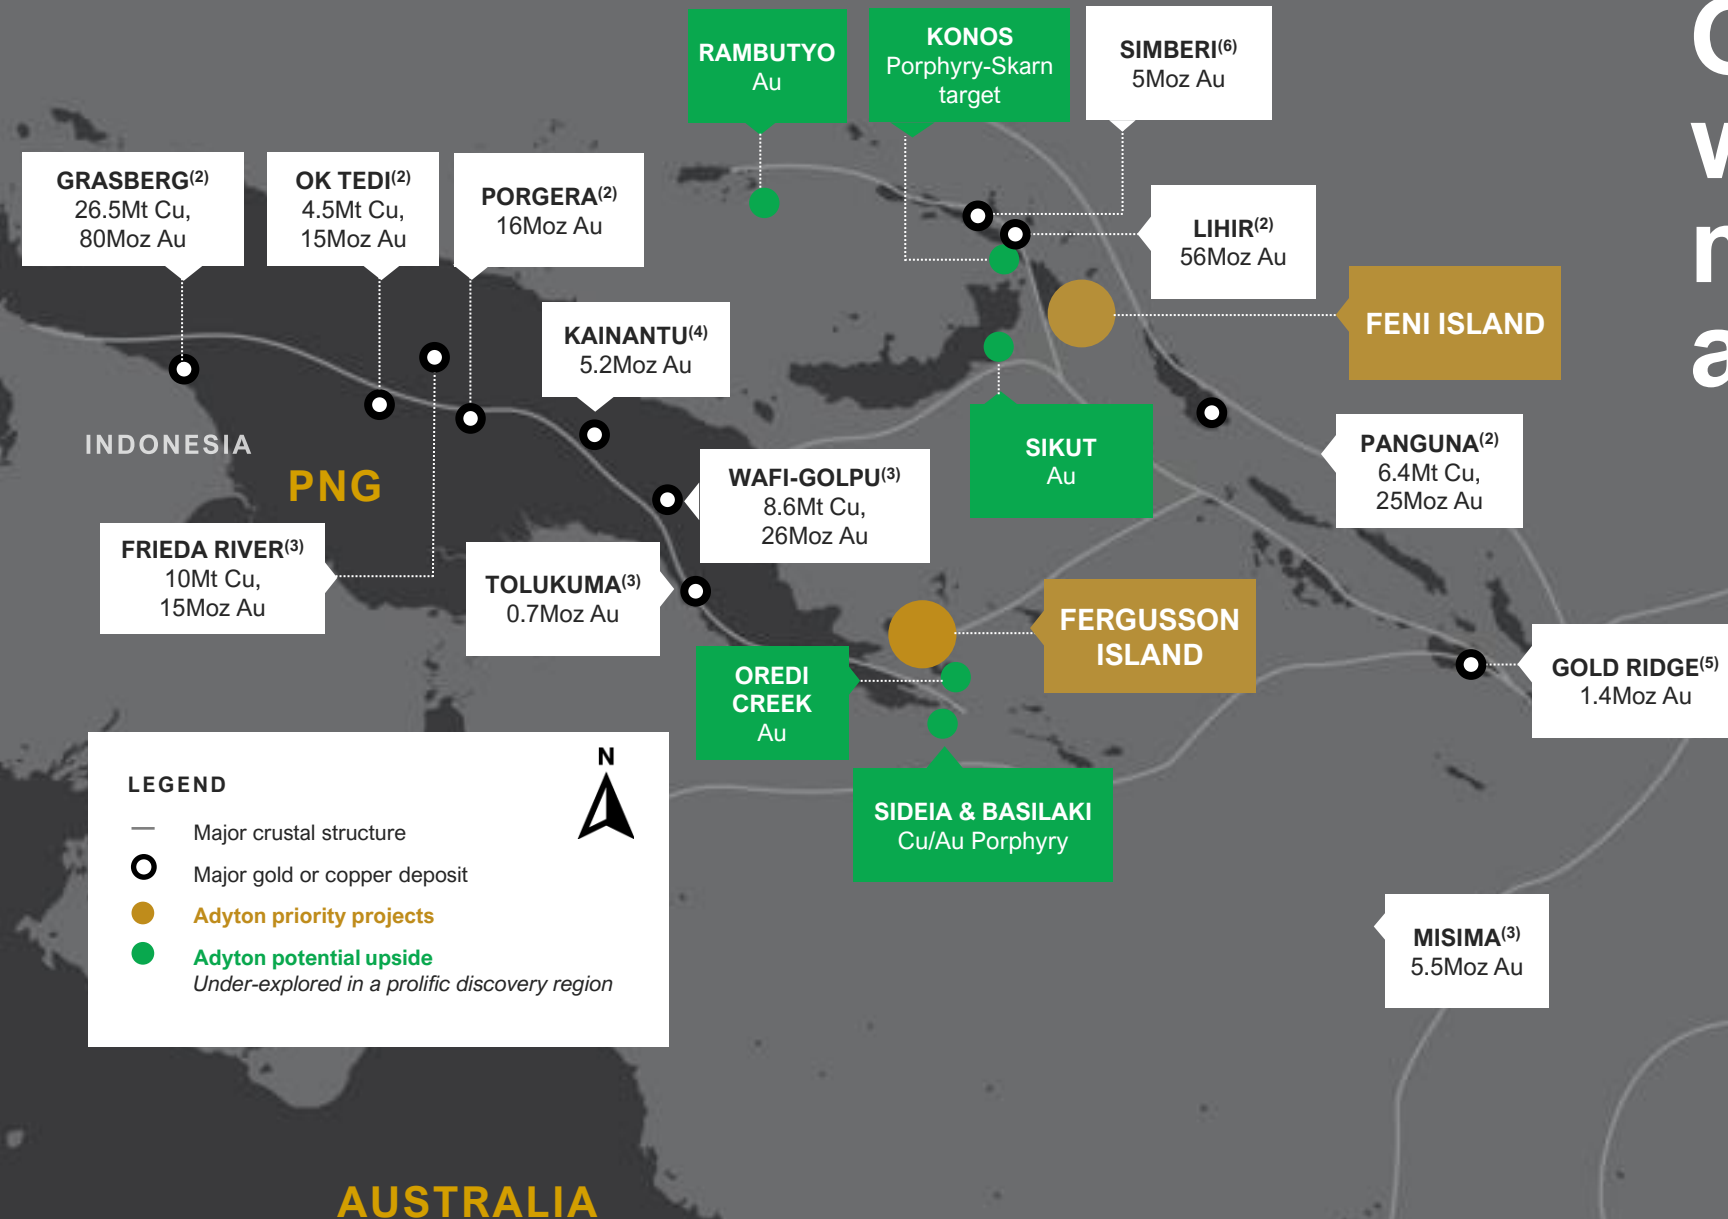 RAMBUTYO
Au
KONOS
Porphyry-Skarn
target
SIMBERI(6)
5Moz Au
GRASBERG(2)
26.5Mt Cu,
80Moz Au
OK TEDI(2)
4.5Mt Cu,
15Moz Au
PORGERA(2)
16Moz Au
LIHIR(2)
56Moz Au
FENI ISLAND
KAINANTU(4)
5.2Moz Au
INDONESIA
PNG
SIKUT
Au
PANGUNA(2)
6.4Mt Cu,
25Moz Au
WAFI-GOLPU(3)
8.6Mt Cu,
26Moz Au
FRIEDA RIVER(3)
10Mt Cu,
15Moz Au
TOLUKUMA(3)
0.7Moz Au
FERGUSSON
ISLAND
OREDI
CREEK
Au
GOLD RIDGE(5)
1.4Moz Au
SIDEIA & BASILAKI
Cu/Au Porphyry
LEGEND
N
Major crustal structure
Major gold or copper deposit
Adyton priority projects
Adyton potential upside
Under-explored in a prolific discovery region
MISIMA(3)
5.5Moz Au
AUSTRALIA